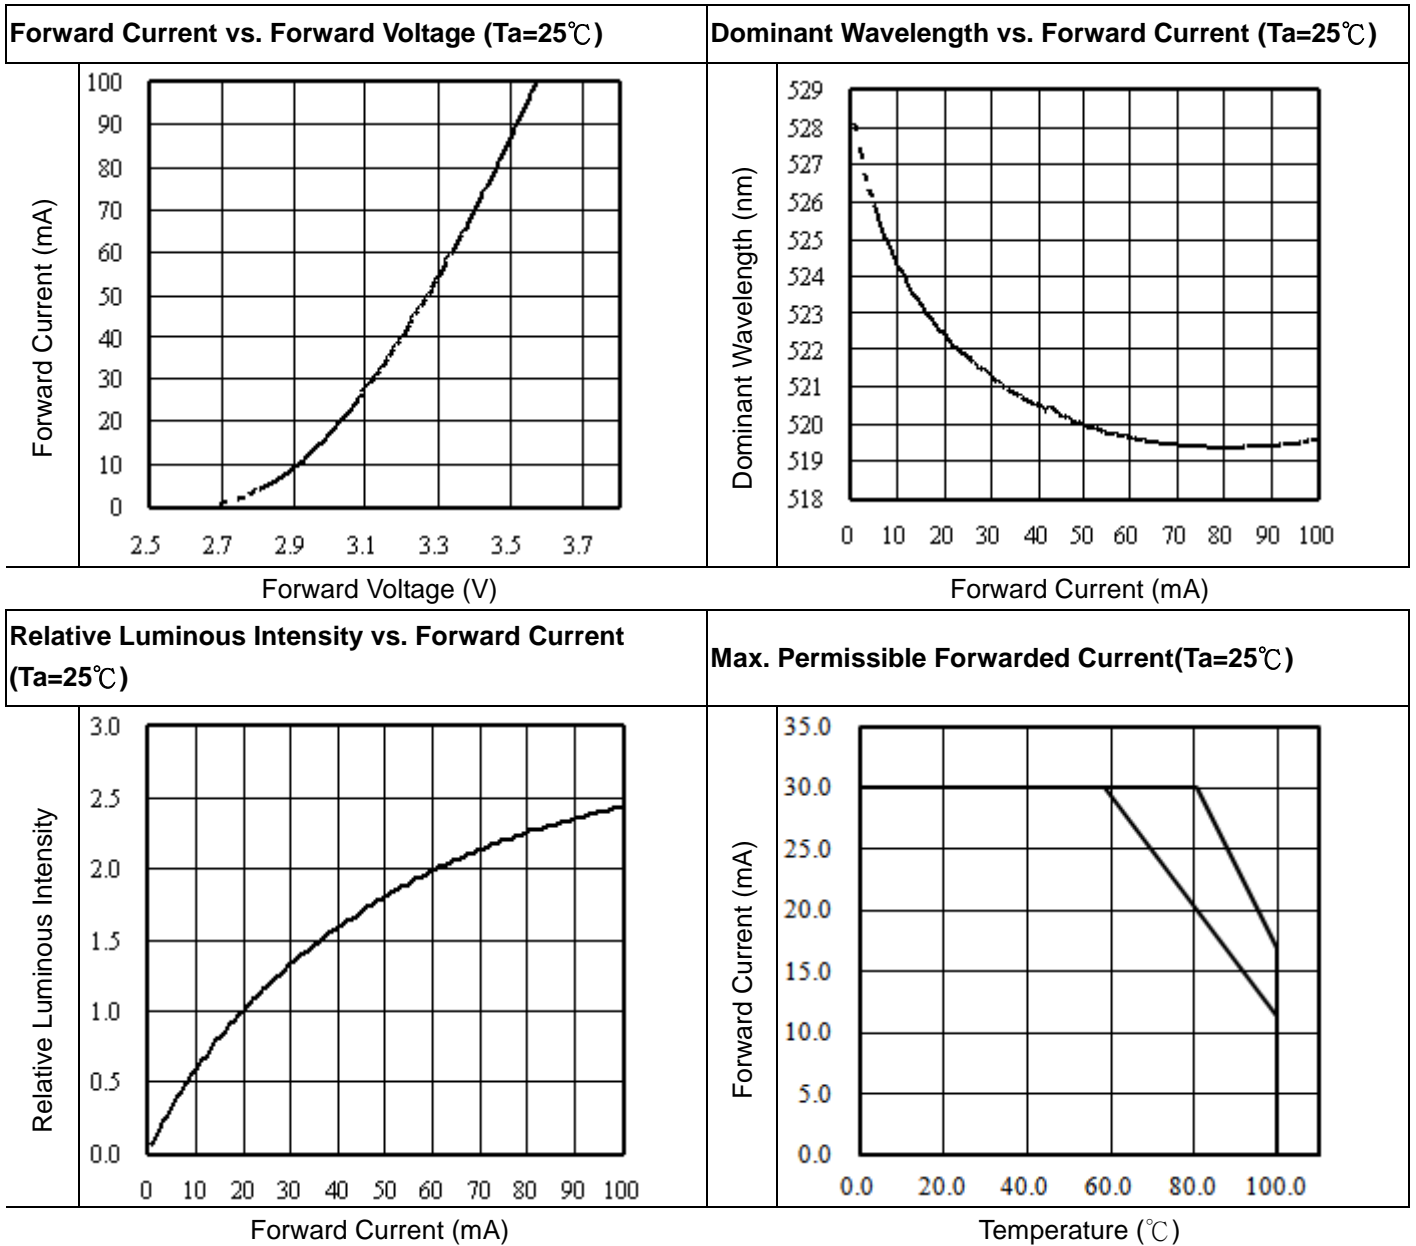 Forward Current vs. Forward Voltage (Ta=25℃)
Dominant Wavelength vs. Forward Current (Ta=25℃)
Forward Current (mA)
100
90
80
70
60
50
40
30
20
10
0
2.5 2.7 2.9 3.1 3.3 3.5 3.7
Forward Voltage (V)
Dominant Wavelength (nm)
529
528
527
526
525
524
523
522
521
520
519
518
0 10 20 30 40 50 60 70 80 90 100
Forward Current (mA)
Relative Luminous Intensity vs. Forward Current
(Ta=25℃)
Max. Permissible Forwarded Current(Ta=25℃)
Relative Luminous Intensity
3.0
2.5
2.0
1.5
1.0
0.5
0.0
0 10 20 30 40 50 60 70 80 90 100
Forward Current (mA)
Forward Current (mA)
35.0
30.0
25.0
20.0
15.0
10.0
5.0
0.0
0.0 20.0 40.0 60.0 80.0 100.0
Temperature (℃)